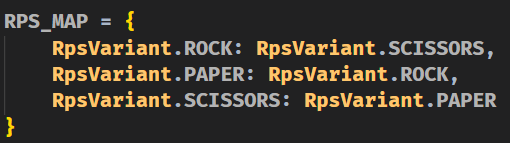 RPS_MAP = {
    RpsVariant.ROCK: RpsVariant.SCISSORS,
    RpsVariant.PAPER: RpsVariant.ROCK,
    RpsVariant.SCISSORS: RpsVariant.PAPER
}